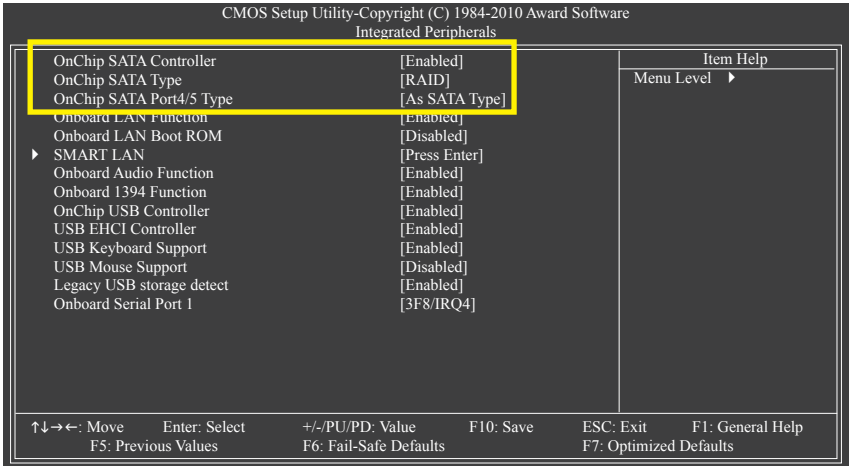 CMOS Setup Utility-Copyright (C) 1984-2010 Award Software
Integrated Peripherals
OnChip SATA Controller [Enabled]
OnChip SATA Type [RAID]
OnChip SATA Port4/5 Type [As SATA Type]
Onboard LAN Function [Enabled]
Onboard LAN Boot ROM [Disabled]
SMART LAN [Press Enter]
Onboard Audio Function [Enabled]
Onboard 1394 Function [Enabled]
OnChip USB Controller [Enabled]
USB EHCI Controller [Enabled]
USB Keyboard Support [Enabled]
USB Mouse Support [Disabled]
Legacy USB storage detect [Enabled]
Onboard Serial Port 1 [3F8/IRQ4]
Item Help
Menu Level
↑↓→←: Move Enter: Select +/-/PU/PD: Value F10: Save ESC: Exit F1: General Help
F5: Previous Values F6: Fail-Safe Defaults F7: Optimized Defaults